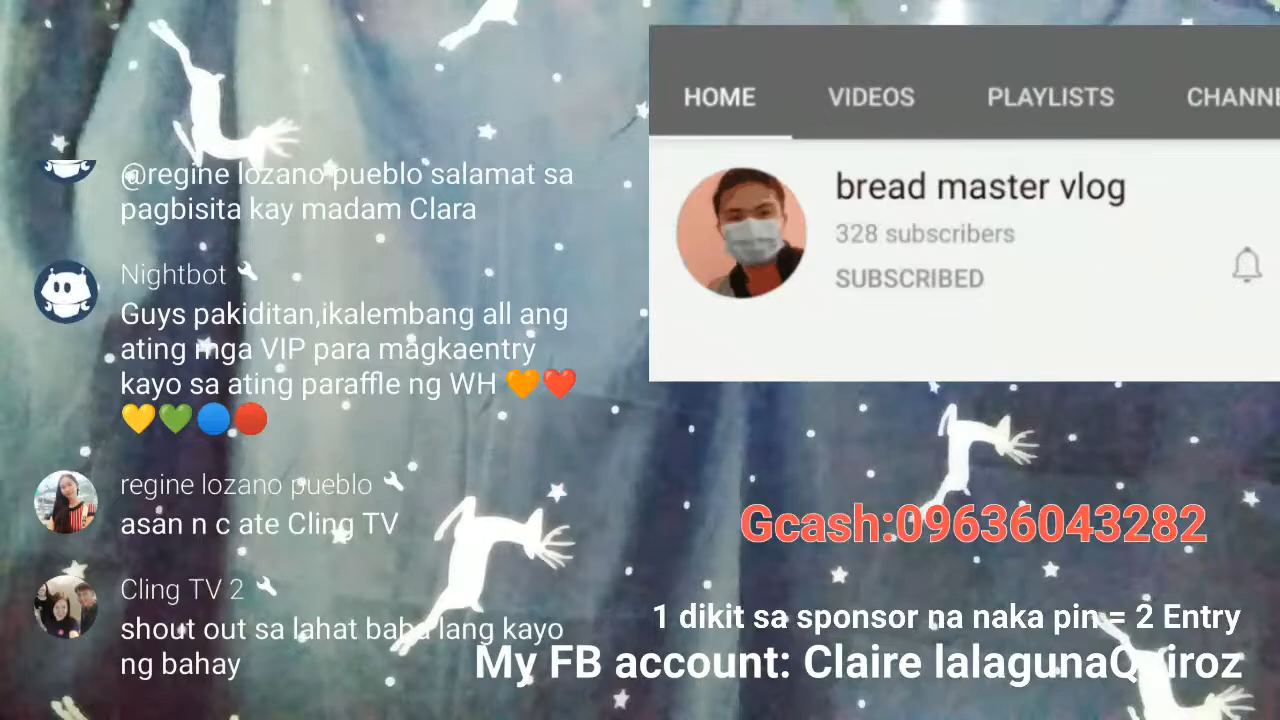 @regine lozano pueblo salamat sa
pagbisita kay madam Clara
Nightbot
Guys pakiditan,ikalembang all ang
ating mga VIP para magkaentry
kayo sa ating paraffle ng WH 🧡❤️
💛💚🔵🔴
regine lozano pueblo
asan n c ate Cling TV
Cling TV 2
shout out sa lahat baba lang kayo
ng bahay
HOME VIDEOS PLAYLISTS CHANNE
bread master vlog
328 subscribers
SUBSCRIBED
Gcash:09636043282
1 dikit sa sponsor na naka pin = 2 Entry
My FB account: Claire lalagunaQuiroz